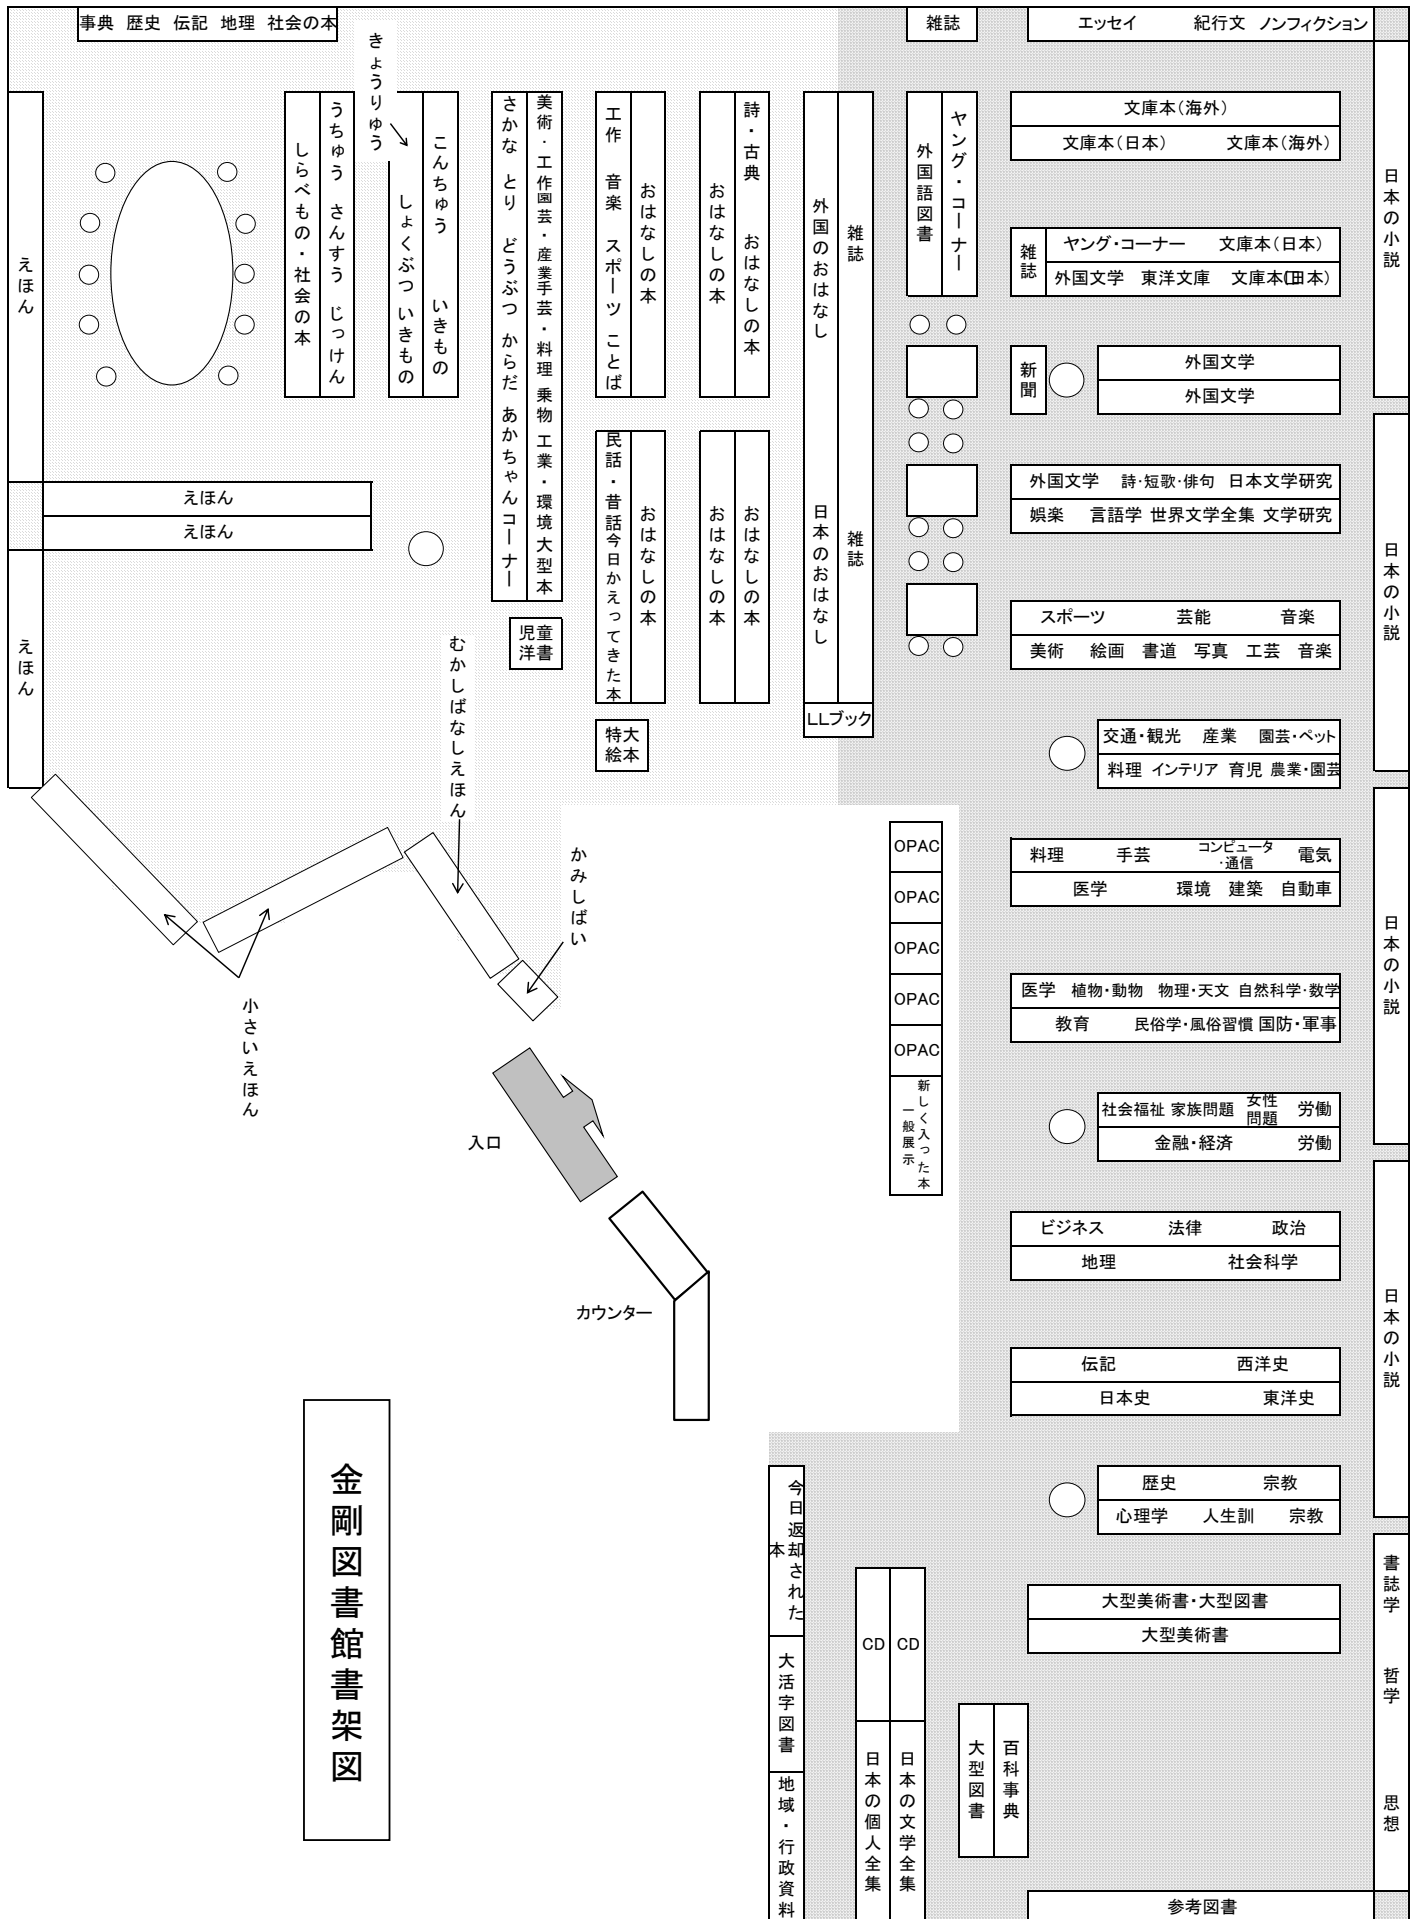 事典 歴史 伝記 地理 社会の本
雑誌
エッセイ 紀行文 ノンフィクション
きょうりゅう
えほん
しらべもの・社会の本
うちゅう さんすう じっけん
しょくぶつ いきもの
こんちゅう いきもの
さかな とり どうぶつ からだ あかちゃんコーナー
美術・工作園芸・産業手芸・料理 乗物 工業・環境 大型本
工作 音楽 スポーツ ことば
おはなしの本
おはなしの本
詩・古典 おはなしの本
外国のおはなし 日本のおはなし
雑誌 雑誌
外国語図書
ヤング・コーナー
文庫本(海外)
文庫本(日本) 文庫本(海外)
日本の小説
雑誌
ヤング・コーナー 文庫本(日本)
外国文学 東洋文庫
新聞
外国文学
外国文学
民話・昔話今日かえってきた本
おはなしの本
おはなしの本
おはなしの本
外国文学 詩・短歌・俳句 日本文学研究
娯楽 言語学 世界文学全集 文学研究
日本の小説
えほん
えほん
えほん
児童洋書
スポーツ 芸能 音楽
美術 絵画 書道 写真 工芸 音楽
むかしばなしえほん
特大絵本
LLブック
交通・観光 産業 園芸・ペット
料理 インテリア 育児 農業・園芸
かみしばい
小さいえほん
OPAC
OPAC
OPAC
OPAC
OPAC
新しく入った本
一般展示
料理 手芸 コンピュータ・通信 電気
医学 環境 建築 自動車
日本の小説
医学 植物・動物 物理・天文 自然科学・数学
教育 民俗学・風俗習慣 国防・軍事
入口
社会福祉 家族問題 女性問題 労働
金融・経済 労働
カウンター
ビジネス 法律 政治
地理 社会科学
日本の小説
伝記 西洋史
日本史 東洋史
金剛図書館書架図
歴史 宗教
心理学 人生訓 宗教
今日返却された本
大活字図書
地域・行政資料
CD
CD
日本の個人全集
日本の文学全集
大型美術書・大型図書
大型美術書
大型図書
百科事典
書誌学 哲学 思想
参考図書